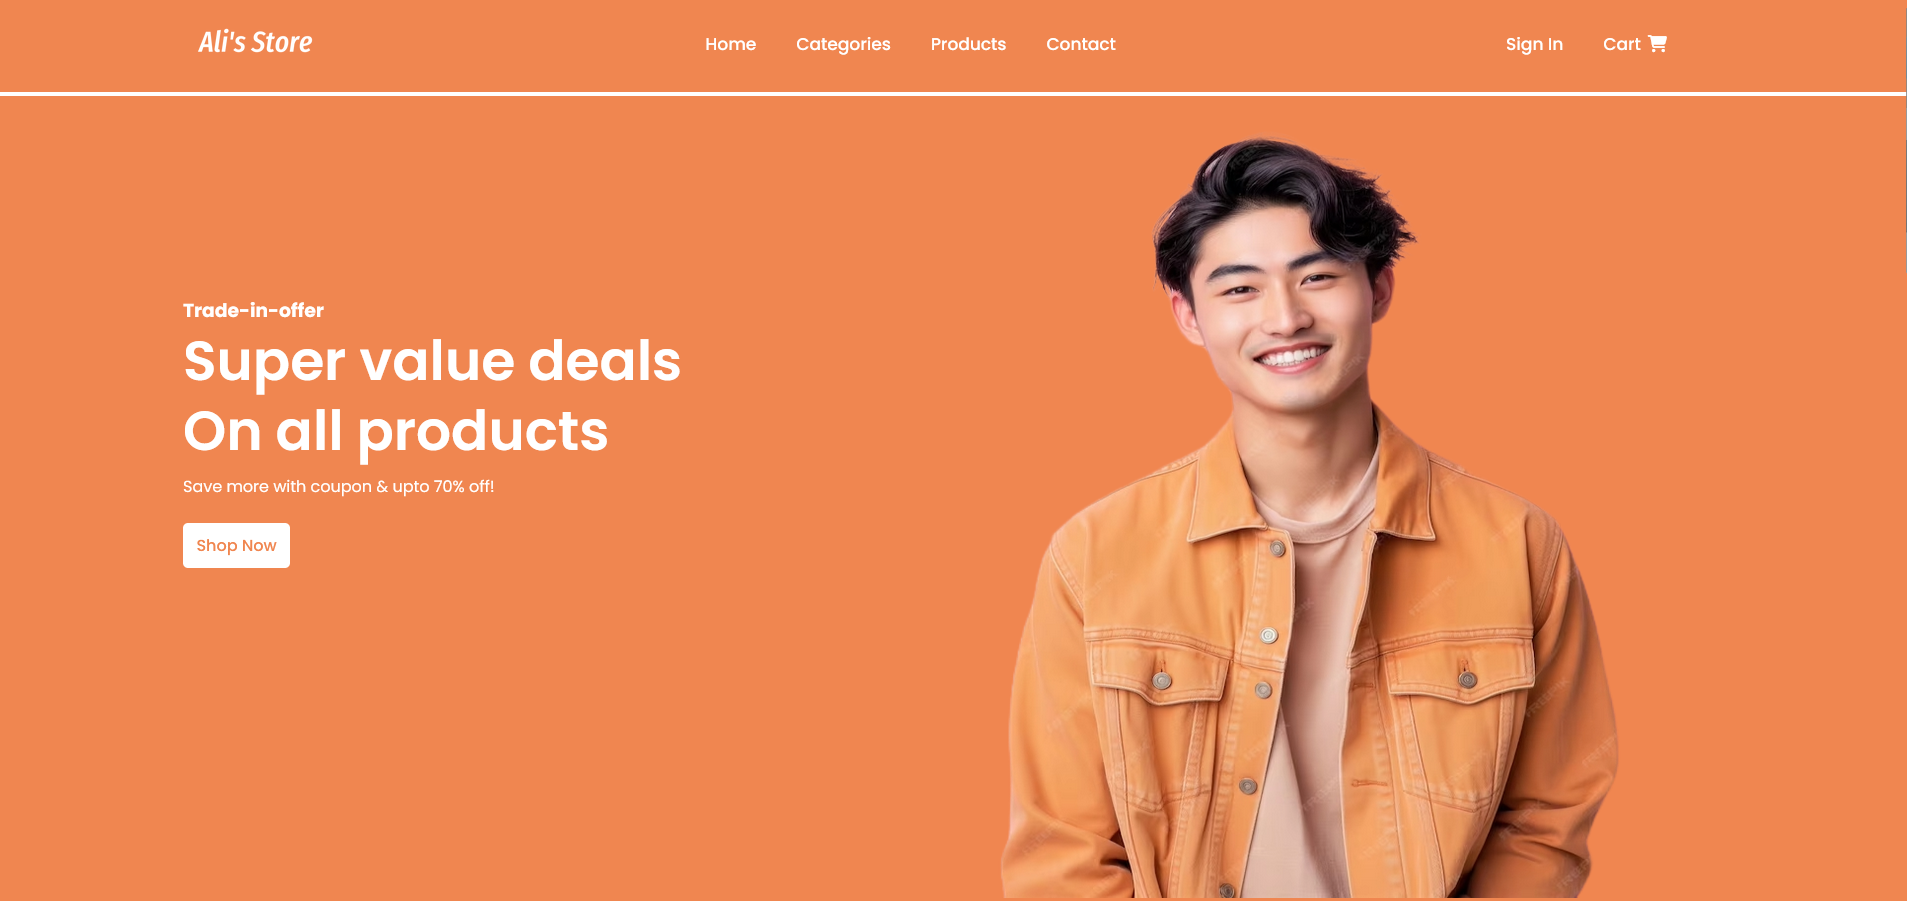 Ali's Store
Home Categories Products Contact
Sign In Cart
Trade-in-offer
Super value deals
On all products
Save more with coupon & upto 70% off!
Shop Now